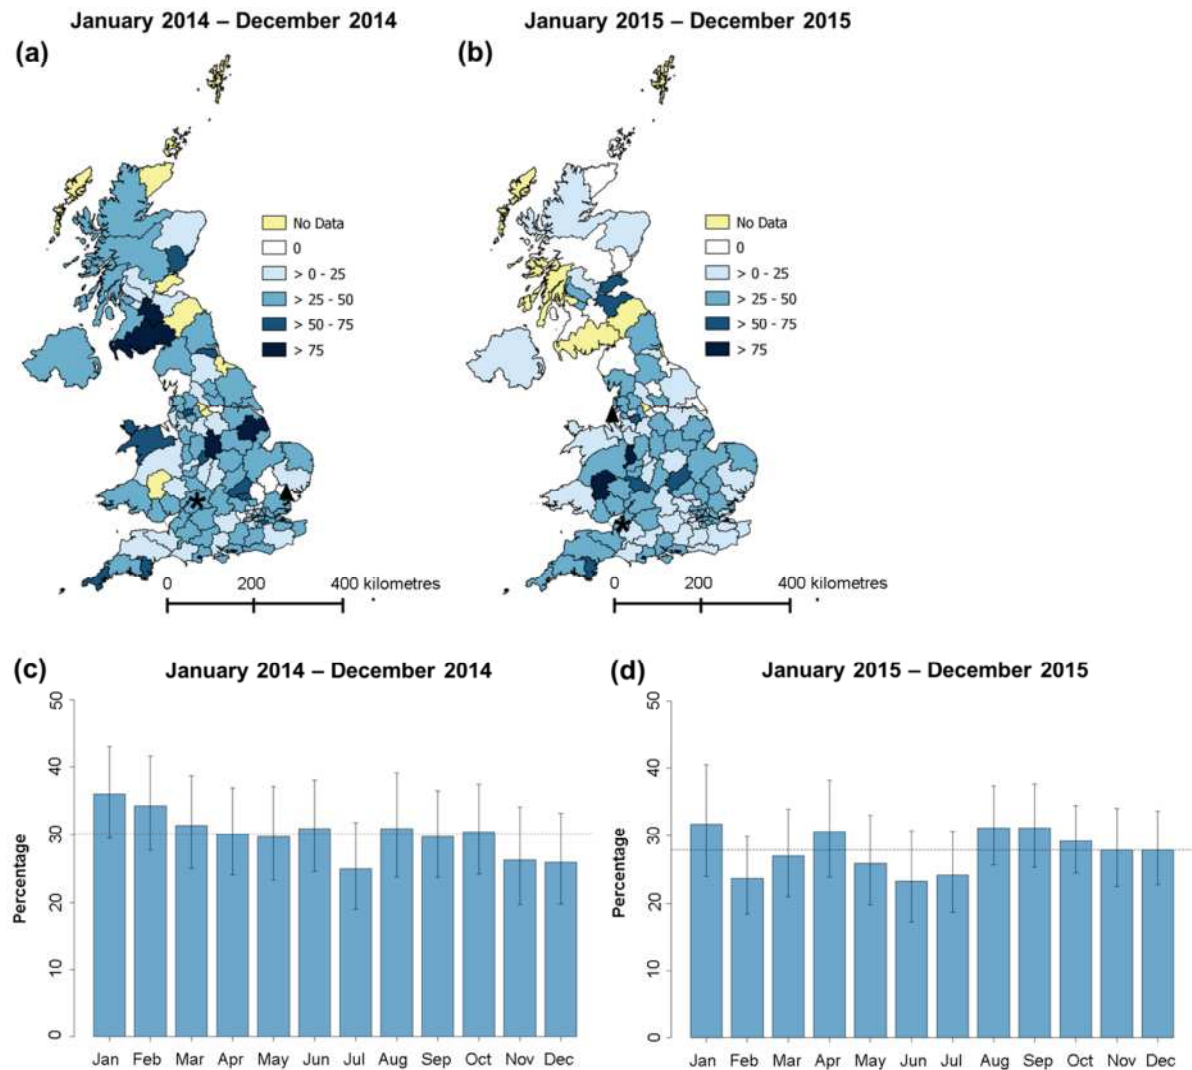 January 2014 – December 2014
January 2015 – December 2015
(a)
(b)
No Data
0
> 0 - 25
> 25 - 50
> 50 - 75
> 75
No Data
0
> 0 - 25
> 25 - 50
> 50 - 75
> 75
*
*
0 200 400 kilometres
0 200 400 kilometres
(c)
January 2014 – December 2014
Percentage
50
40
30
20
10
0
Jan Feb Mar Apr May Jun Jul Aug Sep Oct Nov Dec
(d)
January 2015 – December 2015
Percentage
50
40
30
20
10
0
Jan Feb Mar Apr May Jun Jul Aug Sep Oct Nov Dec